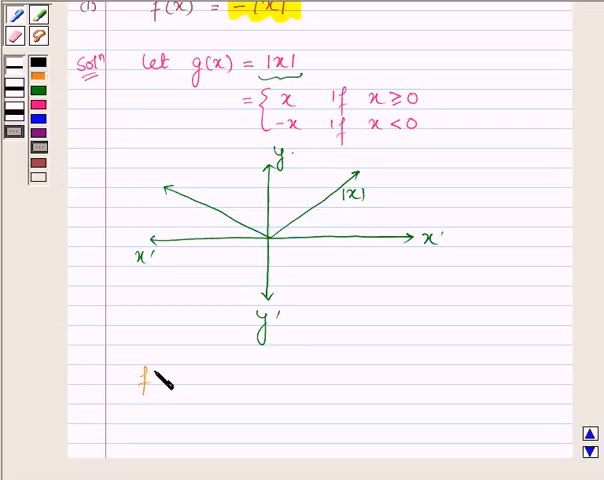 (i) f(x) = -|x|
Solⁿ Let g(x) = |x|
= { x if x ≥ 0
-x if x < 0
y
|x|
x' x'
y'
f